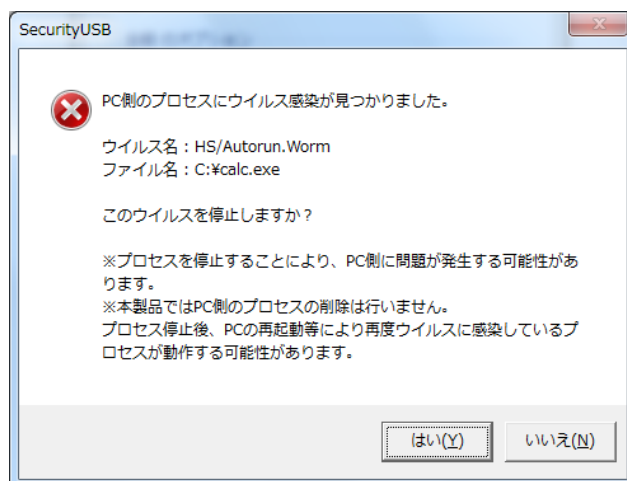 SecurityUSB
PC側のプロセスにウイルス感染が見つかりました。
ウイルス名：HS/Autorun.Worm
ファイル名：C:¥calc.exe
このウイルスを停止しますか？
※プロセスを停止することにより、PC側に問題が発生する可能性があ
ります。
※本製品ではPC側のプロセスの削除は行いません。
プロセス停止後、PCの再起動等により再度ウイルスに感染しているプ
ロセスが動作する可能性があります。
はい(Y)
いいえ(N)